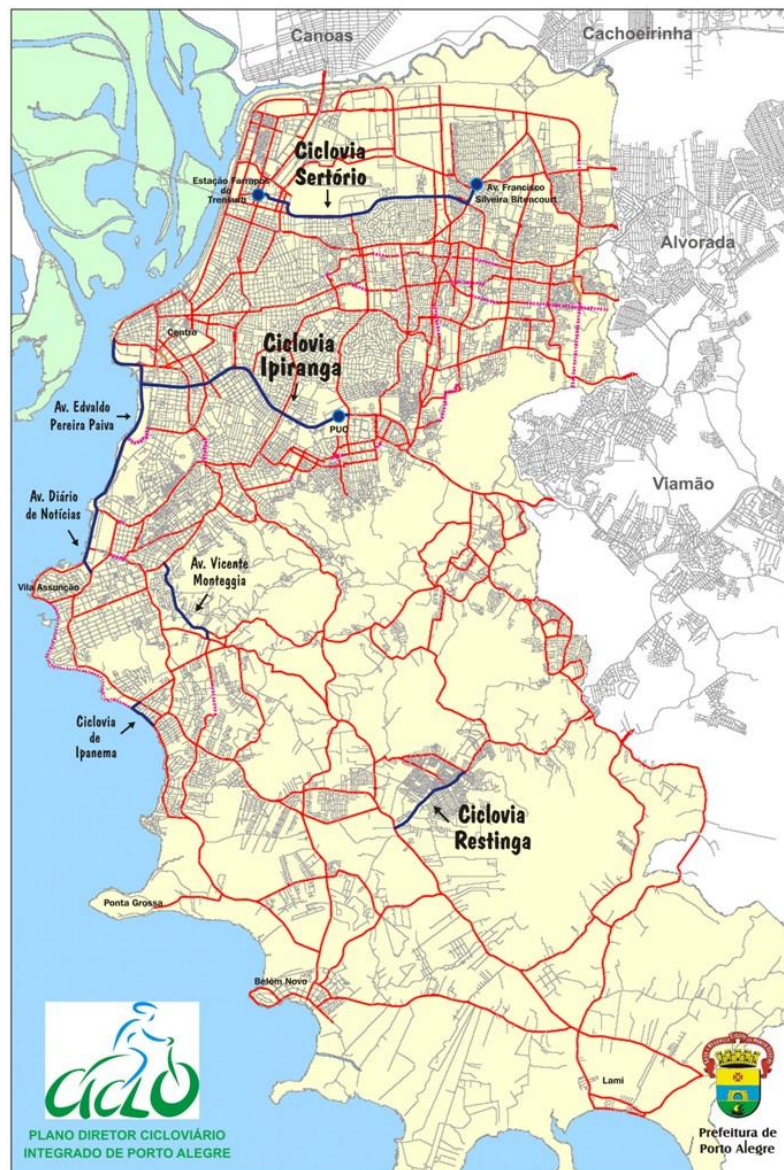 Canoas
Cachoeirinha
Ciclovia
Sertório
Estação Farrapos
do
Trensurb
Av. Francisco
Silveira Bitencourt
Alvorada
Centro
Ciclovia
Ipiranga
Av. Edvaldo
Pereira Paiva
PUC
Viamão
Av. Diário
de Notícias
Av. Vicente
Monteggia
Vila Assunção
Ciclovia
de
Ipanema
Ciclovia
Restinga
Ponta Grossa
Belém Novo
Lami
CICLO
PLANO DIRETOR CICLOVIÁRIO
INTEGRADO DE PORTO ALEGRE
Prefeitura de
Porto Alegre